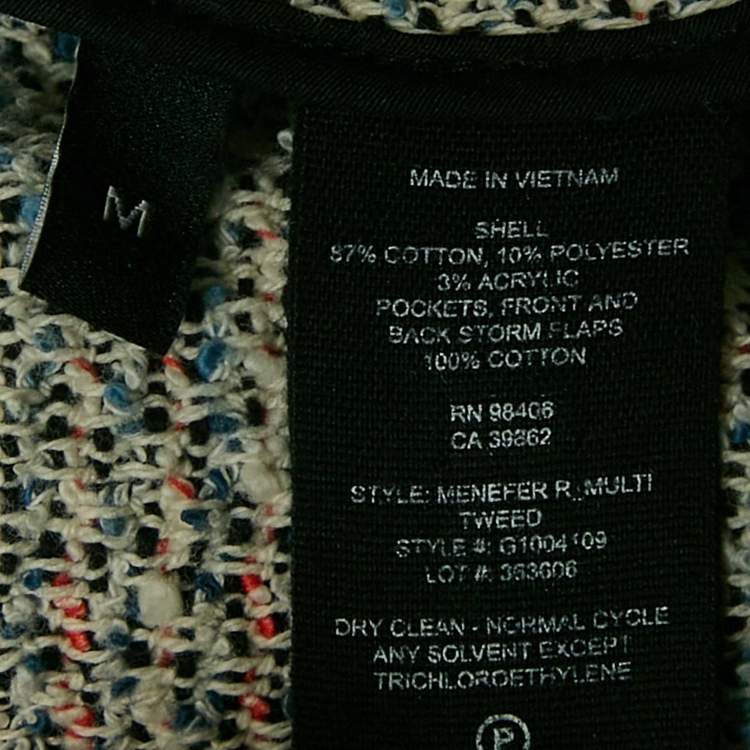 M
MADE IN VIETNAM
SHELL
87% COTTON, 10% POLYESTER
3% ACRYLIC
POCKETS, FRONT AND
BACK STORM FLAPS
100% COTTON
RN 98406
CA 39862
STYLE: MENEFER R_MULTI
TWEED
STYLE #: G1004109
LOT #: 363606
DRY CLEAN - NORMAL CYCLE
ANY SOLVENT EXCEPT
TRICHLOROETHYLENE
P